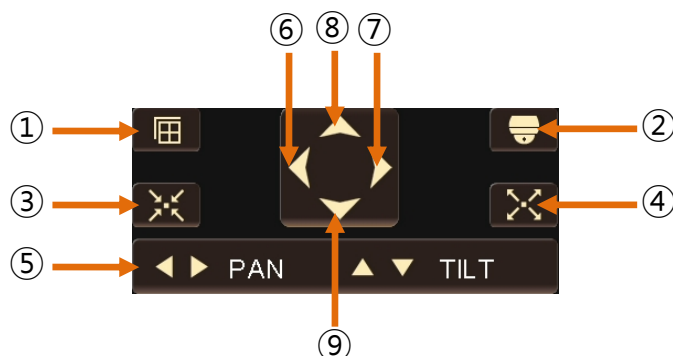 ⑥ ⑧ ⑦
① ②
③ ④
⑤ PAN TILT
⑨